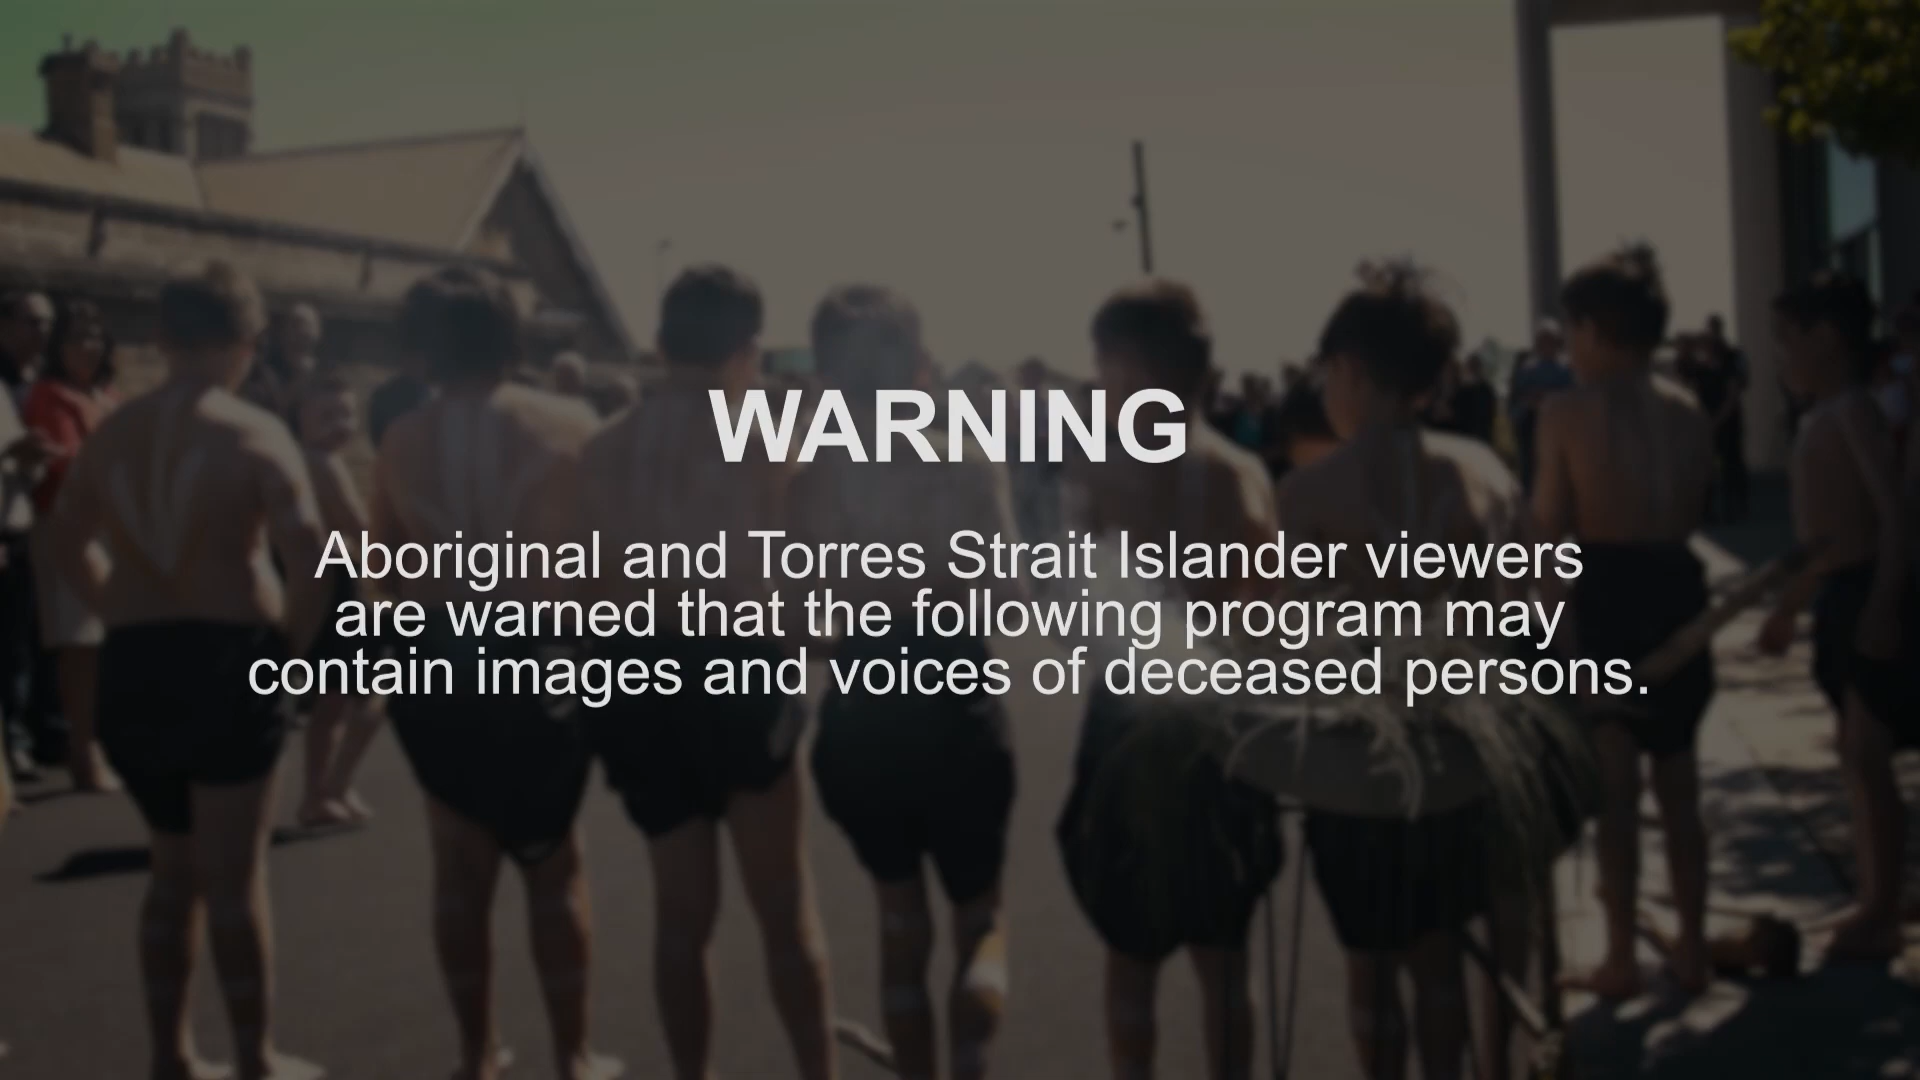 WARNING
Aboriginal and Torres Strait Islander viewers
are warned that the following program may
contain images and voices of deceased persons.